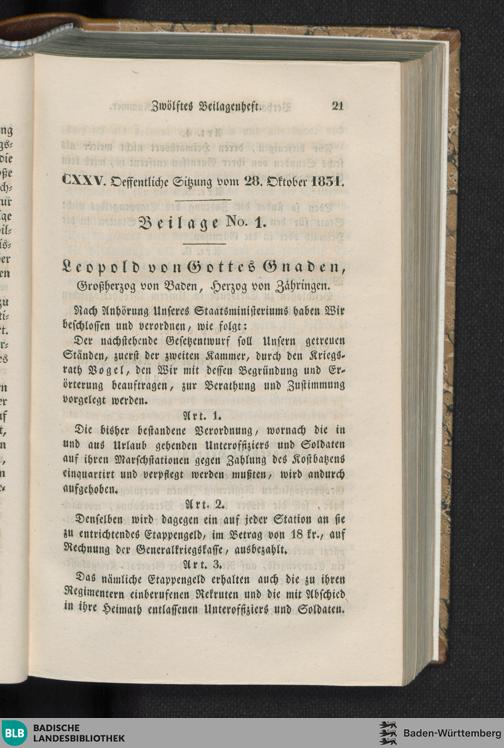 Zwölftes Beilagenheft. 21
CXXV. Oeffentliche Sitzung vom 28. Oktober 1831.
Beilage No. 1.
Leopold von Gottes Gnaden,
Großherzog von Baden, Herzog von Zähringen.
Nach Anhörung Unseres Staatsministeriums haben Wir
beschlossen und verordnen, wie folgt:
Der nachstehende Gesetzentwurf soll Unsern getreuen
Ständen, zuerst der zweiten Kammer, durch den Kriegs-
rath Vogel, den Wir mit dessen Begründung und Er-
örterung beauftragen, zur Berathung und Zustimmung
vorgelegt werden.
Art. 1.
Die bisher bestandene Verordnung, wornach die in
und aus Urlaub gehenden Unteroffiziers und Soldaten
auf ihren Marschstationen gegen Zahlung des Kostbatzens
einquartirt und verpflegt werden mußten, wird andurch
aufgehoben.
Art. 2.
Denselben wird dagegen ein auf jeder Station an sie
zu entrichtendes Etappengeld, im Betrag von 18 kr., auf
Rechnung der Generalkriegskasse, ausbezahlt.
Art. 3.
Das nämliche Etappengeld erhalten auch die zu ihren
Regimentern einberufenen Rekruten und die mit Abschied
in ihre Heimath entlassenen Unteroffiziers und Soldaten.
BLB BADISCHE
LANDESBIBLIOTHEK
Baden-Württemberg